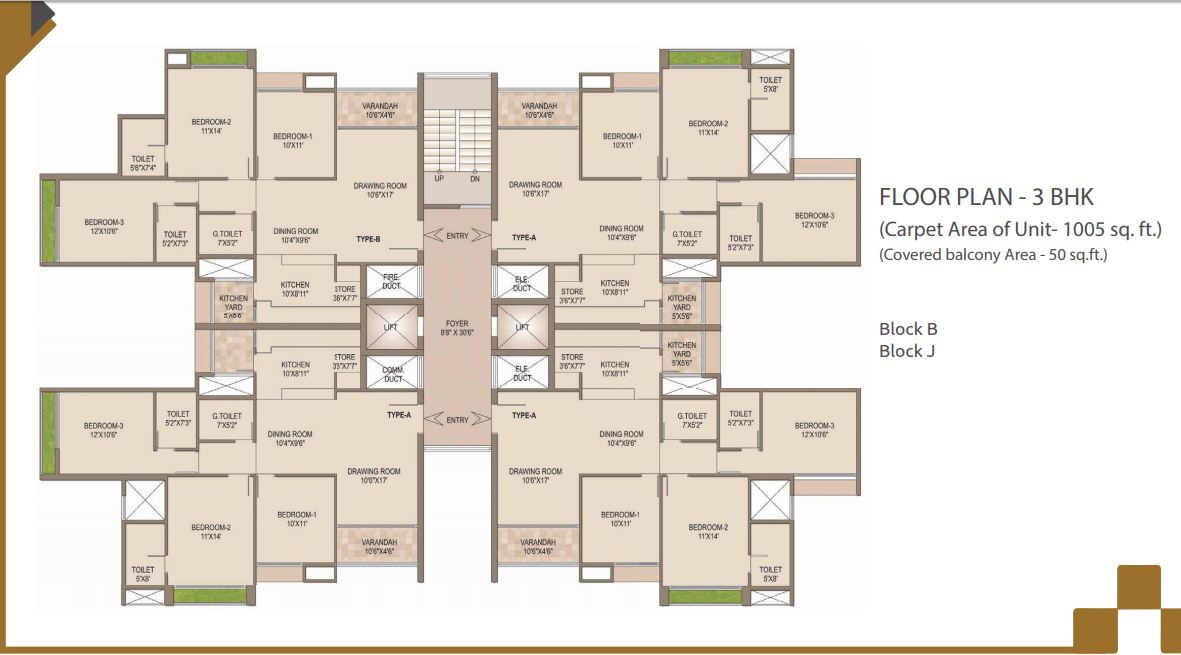 VARANDAH
10'6"X4'6"
VARANDAH
10'6"X4'6"
TOILET
5'X8'
BEDROOM-2
11'X14'
BEDROOM-1
10'X11'
BEDROOM-1
10'X11'
BEDROOM-2
11'X14'
TOILET
5'6"X7'4"
UP
DN
DRAWING ROOM
10'6"X17'
DRAWING ROOM
10'6"X17'
BEDROOM-3
12'X10'6"
TOILET
5'2"X7'3"
G.TOILET
7'X5'2"
DINING ROOM
10'4"X9'6"
TYPE-B
ENTRY
TYPE-A
DINING ROOM
10'4"X9'6"
G.TOILET
7'X5'2"
TOILET
5'2"X7'3"
BEDROOM-3
12'X10'6"
KITCHEN
10'X8'11"
STORE
3'6"X7'7"
FIRE.
DUCT
ELE.
DUCT
STORE
3'6"X7'7"
KITCHEN
10'X8'11"
KITCHEN
YARD
5'X6'6"
KITCHEN
YARD
5'X5'6"
LIFT
FOYER
8'8" X 30'6"
LIFT
KITCHEN
YARD
5'X5'6"
KITCHEN
10'X8'11"
STORE
3'5"X7'7"
COMM.
DUCT
ELE.
DUCT
STORE
3'6"X7'7"
KITCHEN
10'X8'11"
TYPE-A
ENTRY
TYPE-A
BEDROOM-3
12'X10'6"
TOILET
5'2"X7'3"
G.TOILET
7'X5'2"
DINING ROOM
10'4"X9'6"
DINING ROOM
10'4"X9'6"
G.TOILET
7'X5'2"
TOILET
5'2"X7'3"
BEDROOM-3
12'X10'6"
DRAWING ROOM
10'6"X17'
DRAWING ROOM
10'6"X17'
BEDROOM-2
11'X14'
BEDROOM-1
10'X11'
BEDROOM-1
10'X11'
BEDROOM-2
11'X14'
VARANDAH
10'6"X4'6"
VARANDAH
10'6"X4'6"
TOILET
5'X8'
TOILET
5'X8'
FLOOR PLAN - 3 BHK
(Carpet Area of Unit- 1005 sq. ft.)
(Covered balcony Area - 50 sq.ft.)
Block B
Block J